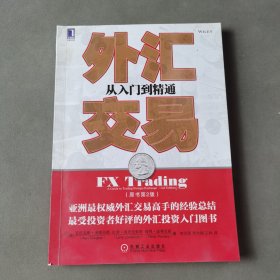 WILEY
外汇
从入门到精通
交易
FX Trading
(原书第2版)
亚洲最权威外汇交易高手的经验总结
最受投资者好评的外汇投资入门图书
机械工业出版社